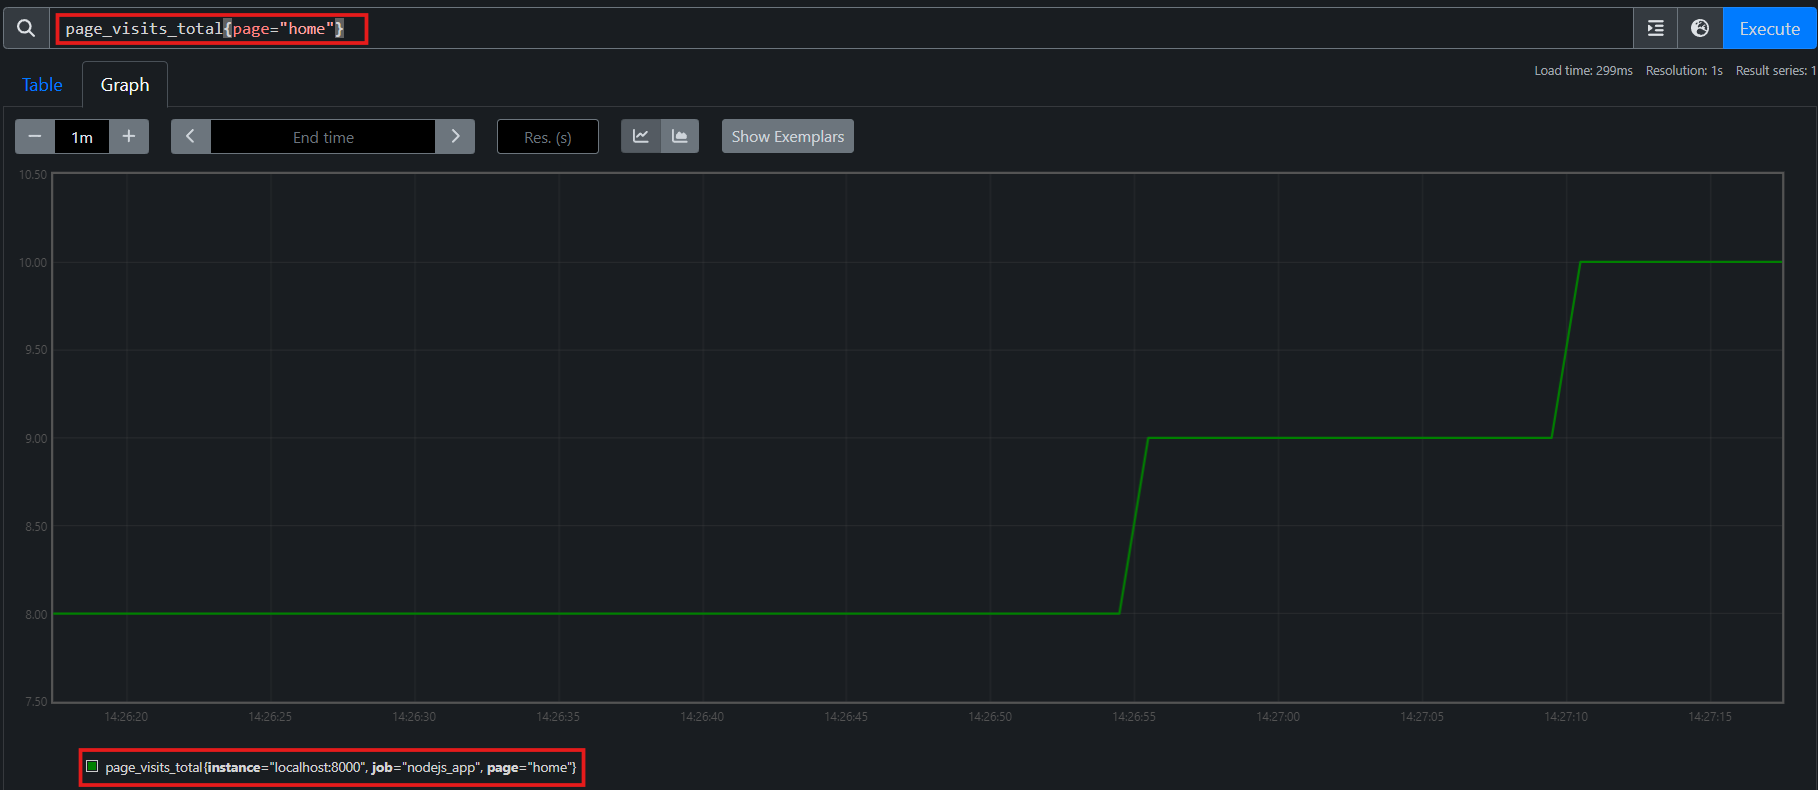 page_visits_total{page="home"}
Execute
Load time: 299ms Resolution: 1s Result series: 1
Table Graph
1m End time Res. (s) Show Exemplars
10.50
10.00
9.50
9.00
8.50
8.00
7.50
14:26:20 14:26:25 14:26:30 14:26:35 14:26:40 14:26:45 14:26:50 14:26:55 14:27:00 14:27:05 14:27:10 14:27:15
page_visits_total{instance="localhost:8000", job="nodejs_app", page="home"}